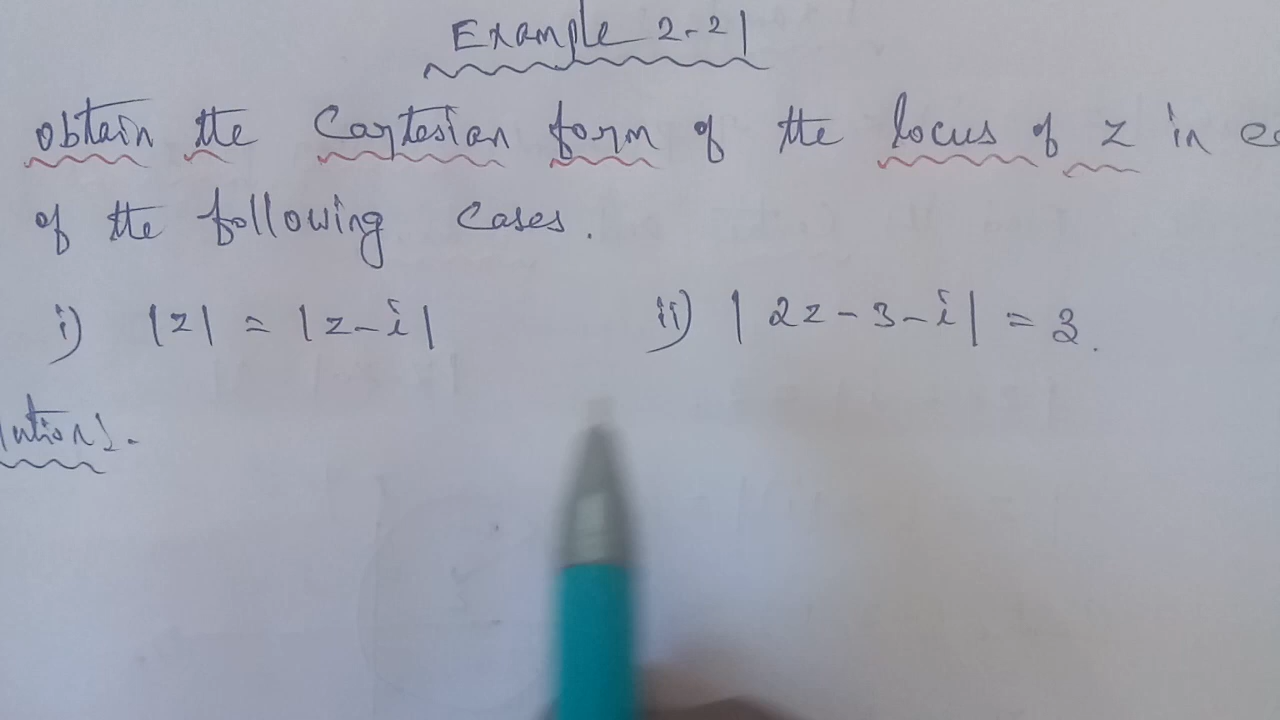 Example 2.21
obtain the Cartesian form of the locus of z in
of the following cases.
i) |z| = |z-i| ii) |2z-3-i| = 3.
lution:-